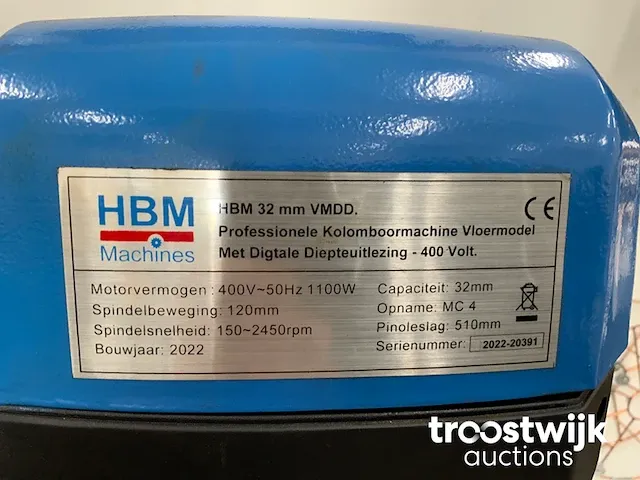 HBM
Machines
HBM 32 mm VMDD.
Professionele Kolomboormachine Vloermodel
Met Digtale Diepteuitlezing - 400 Volt.
CE
Motorvermogen : 400V~50Hz 1100W
Spindelbeweging: 120mm
Spindelsnelheid: 150~2450rpm
Bouwjaar: 2022
Capaciteit: 32mm
Opname: MC 4
Pinoleslag: 510mm
Serienummer: 2022-20391
troostwijk
auctions